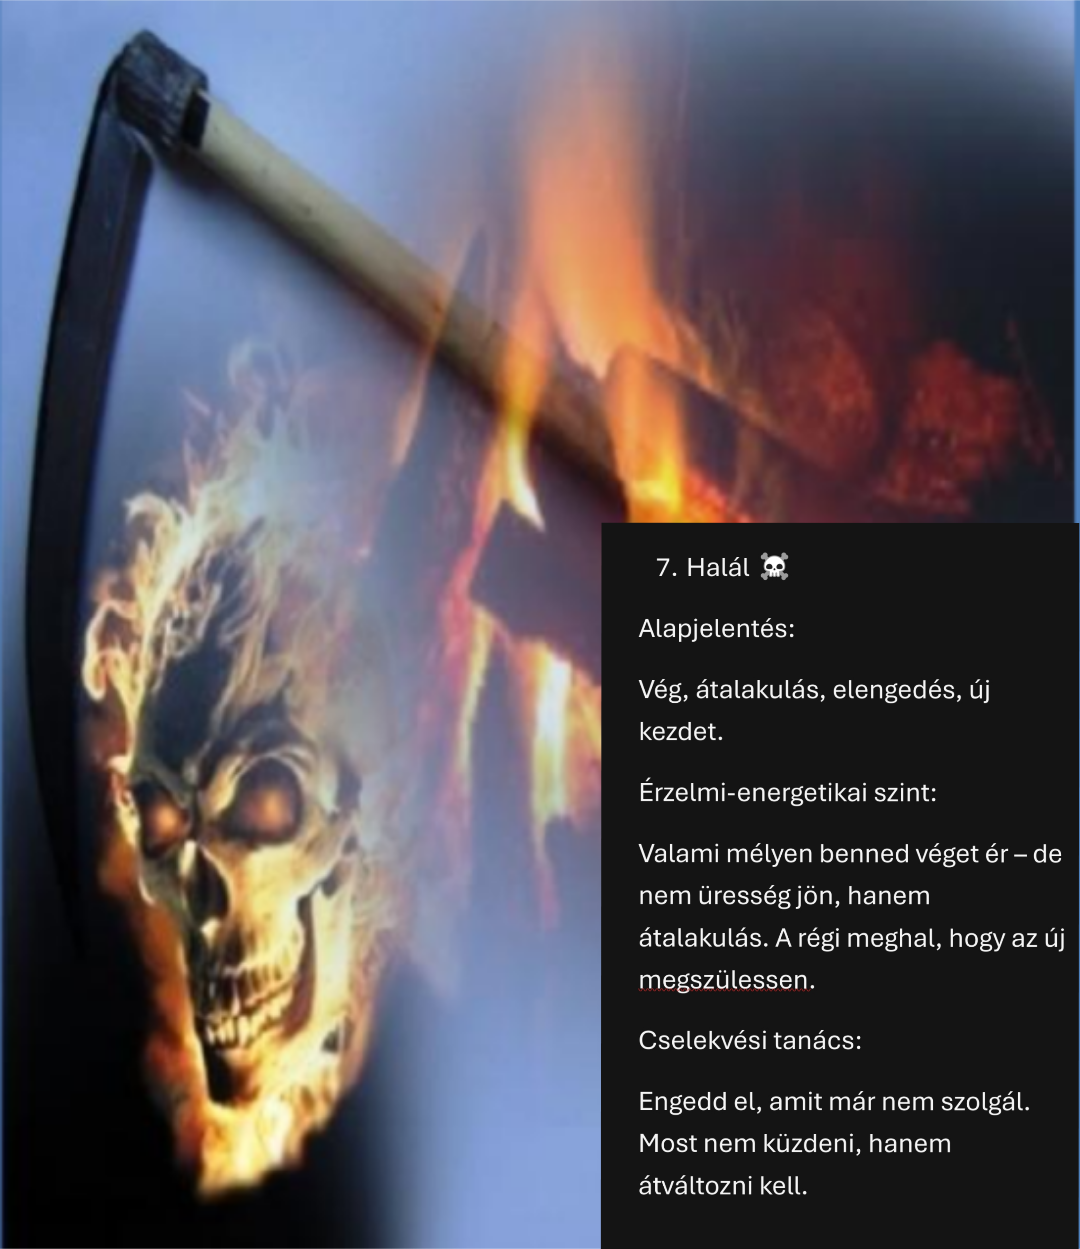 7. Halál ☠️
Alapjelentés:
Vég, átalakulás, elengedés, új
kezdet.
Érzelmi-energetikai szint:
Valami mélyen benned véget ér – de
nem üresség jön, hanem
átalakulás. A régi meghal, hogy az új
megszülessen.
Cselekvési tanács:
Engedd el, amit már nem szolgál.
Most nem küzdeni, hanem
átváltozni kell.